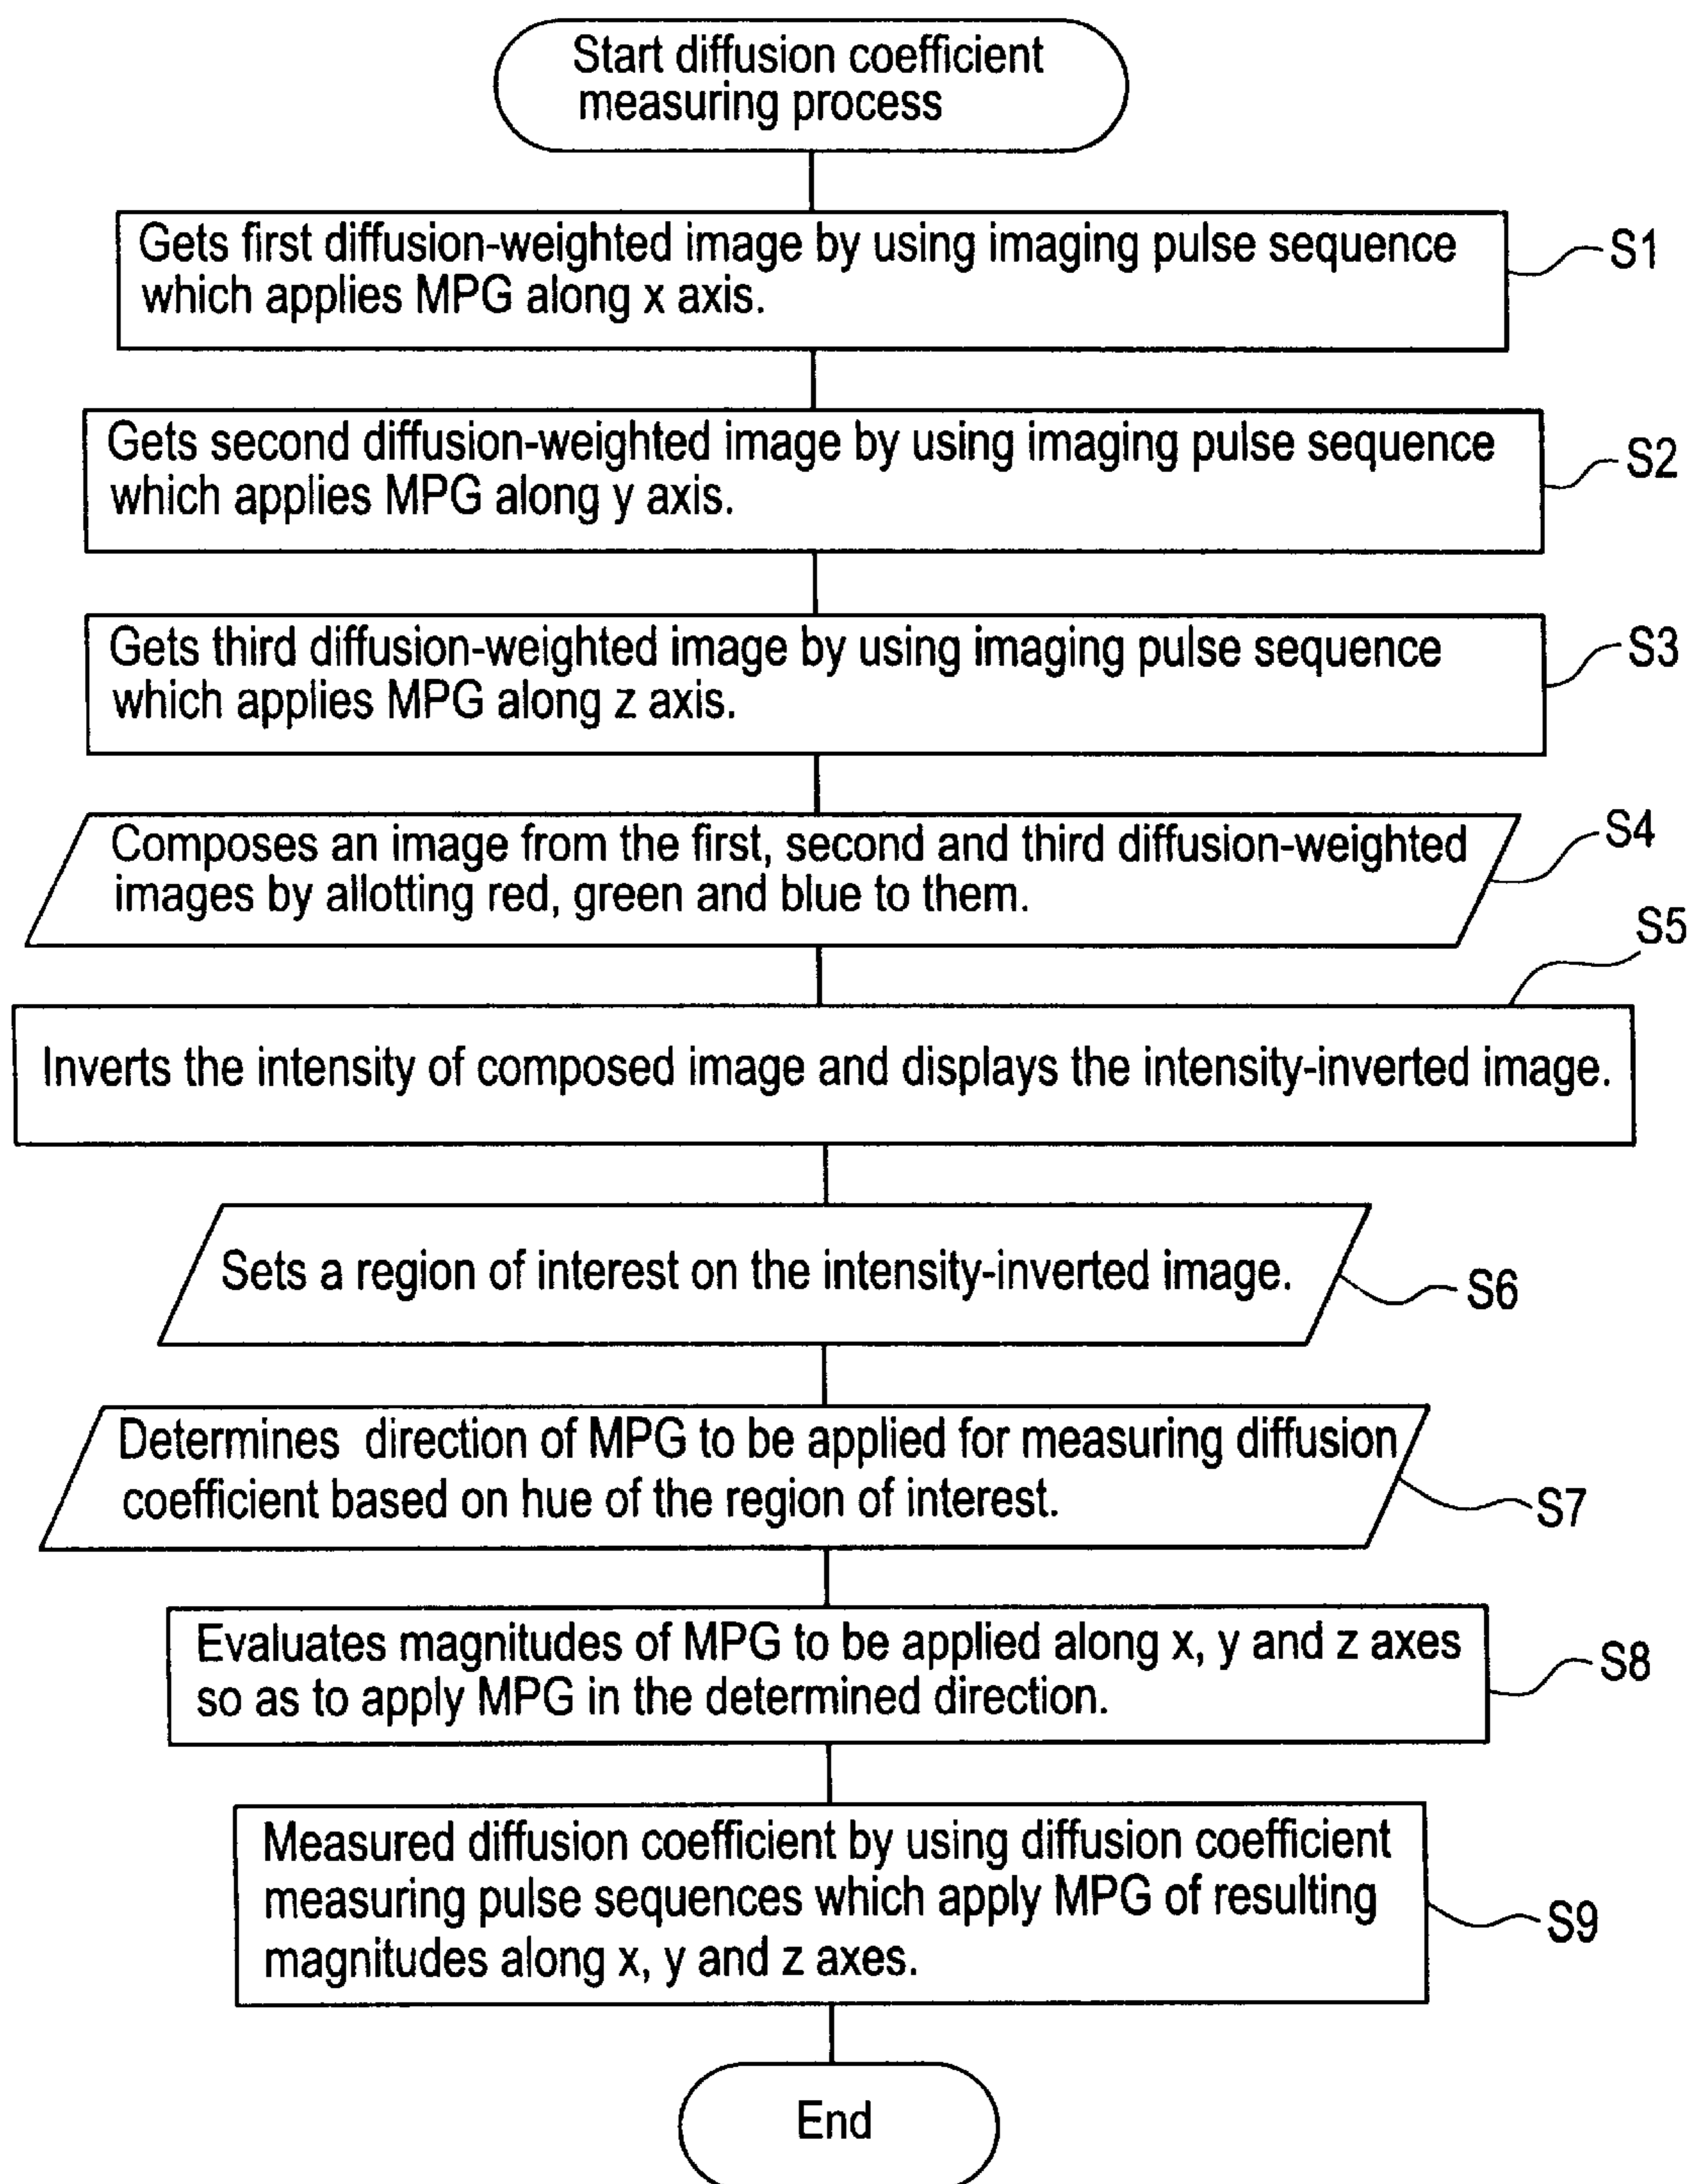 Start diffusion coefficient
measuring process
Gets first diffusion-weighted image by using imaging pulse sequence
which applies MPG along x axis.
S1
Gets second diffusion-weighted image by using imaging pulse sequence
which applies MPG along y axis.
S2
Gets third diffusion-weighted image by using imaging pulse sequence
which applies MPG along z axis.
S3
Composes an image from the first, second and third diffusion-weighted
images by allotting red, green and blue to them.
S4
S5
Inverts the intensity of composed image and displays the intensity-inverted image.
Sets a region of interest on the intensity-inverted image.
S6
Determines direction of MPG to be applied for measuring diffusion
coefficient based on hue of the region of interest.
S7
Evaluates magnitudes of MPG to be applied along x, y and z axes
so as to apply MPG in the determined direction.
S8
Measured diffusion coefficient by using diffusion coefficient
measuring pulse sequences which apply MPG of resulting
magnitudes along x, y and z axes.
S9
End